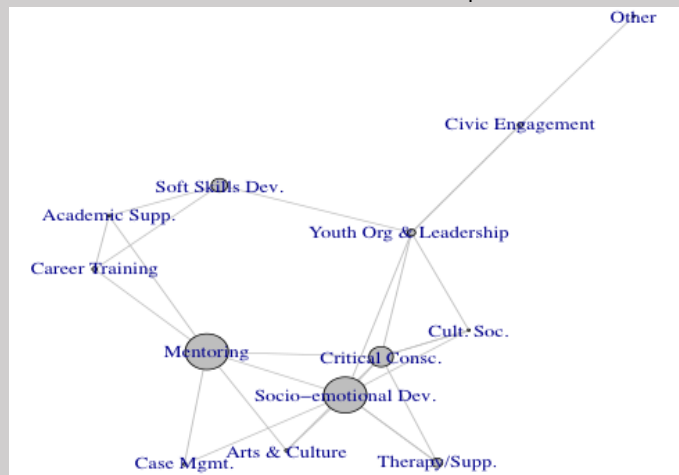 Other
Civic Engagement
Soft Skills Dev.
Academic Supp.
Youth Org & Leadership
Career Training
Cult. Soc.
Mentoring
Critical Consc.
Socio−emotional Dev.
Arts & Culture
Case Mgmt.
Therapy/Supp.